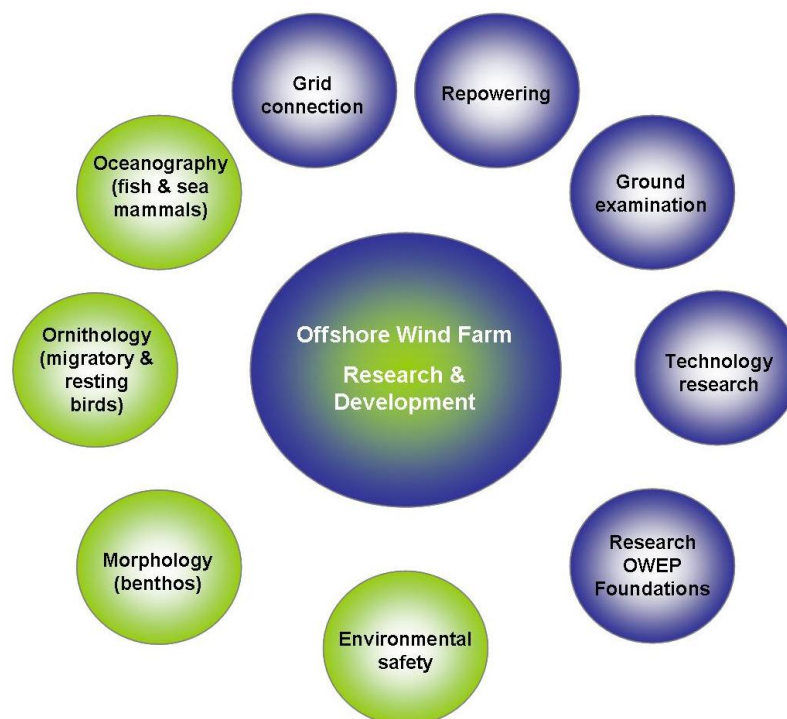 Grid
connection
Repowering
Oceanography
(fish & sea
mammals)
Ground
examination
Ornithology
(migratory &
resting
birds)
Offshore Wind Farm
Research &
Development
Technology
research
Morphology
(benthos)
Research
OWEP
Foundations
Environmental
safety